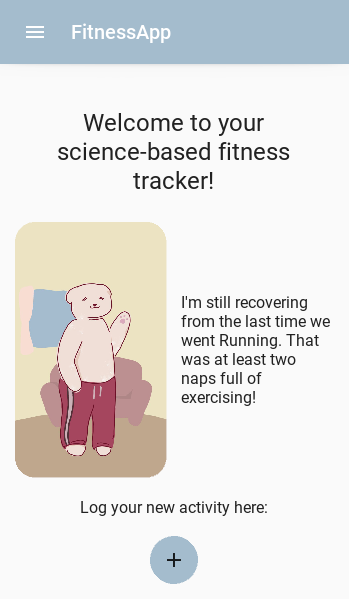 FitnessApp
Welcome to your
science-based fitness
tracker!
I'm still recovering
from the last time we
went Running. That
was at least two
naps full of
exercising!
Log your new activity here:
+